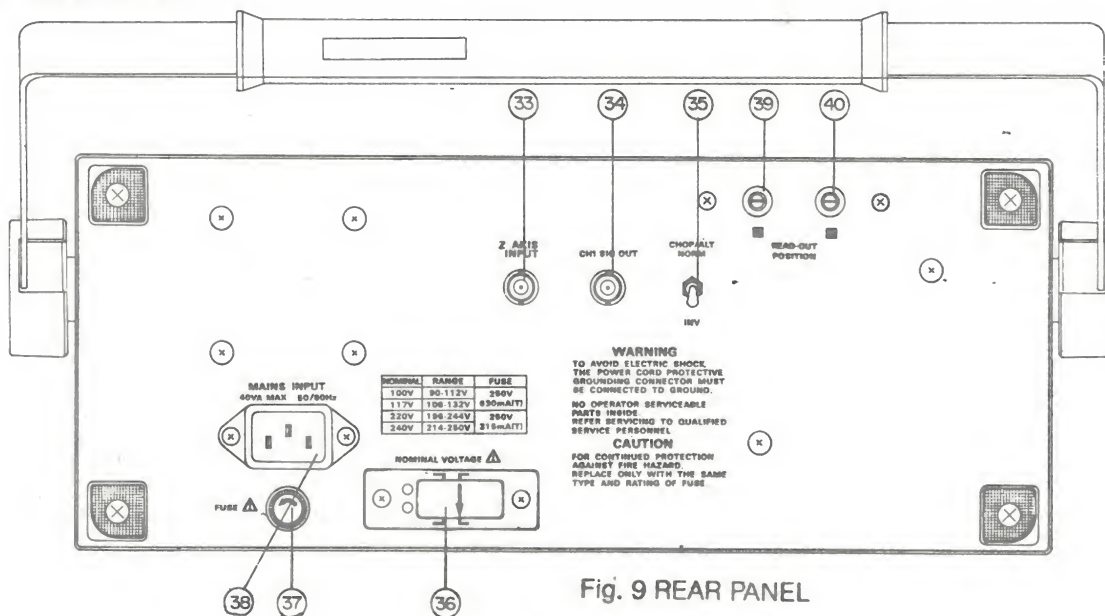 33 34 35 39 40
Z AXIS
INPUT
CH1 SIG OUT
CHOP/ALT
NORM
INV
READ-OUT
POSITION
MAINS INPUT
40VA MAX 50/60Hz
NOMINAL RANGE FUSE
100V 90-112V 250V
117V 106-132V 630mA(T)
220V 196-244V 250V
240V 214-250V 315mA(T)
NOMINAL VOLTAGE
FUSE
WARNING
TO AVOID ELECTRIC SHOCK,
THE POWER CORD PROTECTIVE
GROUNDING CONNECTOR MUST
BE CONNECTED TO GROUND.
NO OPERATOR SERVICEABLE
PARTS INSIDE.
REFER SERVICING TO QUALIFIED
SERVICE PERSONNEL
CAUTION
FOR CONTINUED PROTECTION
AGAINST FIRE HAZARD.
REPLACE ONLY WITH THE SAME
TYPE AND RATING OF FUSE.
38 37 36
Fig. 9 REAR PANEL